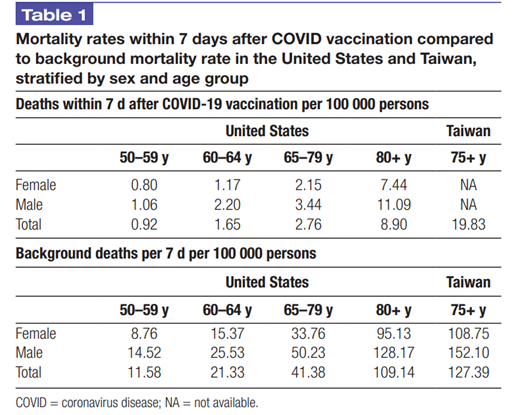 Table 1
Mortality rates within 7 days after COVID vaccination compared
to background mortality rate in the United States and Taiwan,
stratified by sex and age group
Deaths within 7 d after COVID-19 vaccination per 100 000 persons
United States Taiwan
50–59 y 60–64 y 65–79 y 80+ y 75+ y
Female 0.80 1.17 2.15 7.44 NA
Male 1.06 2.20 3.44 11.09 NA
Total 0.92 1.65 2.76 8.90 19.83
Background deaths per 7 d per 100 000 persons
United States Taiwan
50–59 y 60–64 y 65–79 y 80+ y 75+ y
Female 8.76 15.37 33.76 95.13 108.75
Male 14.52 25.53 50.23 128.17 152.10
Total 11.58 21.33 41.38 109.14 127.39
COVID = coronavirus disease; NA = not available.